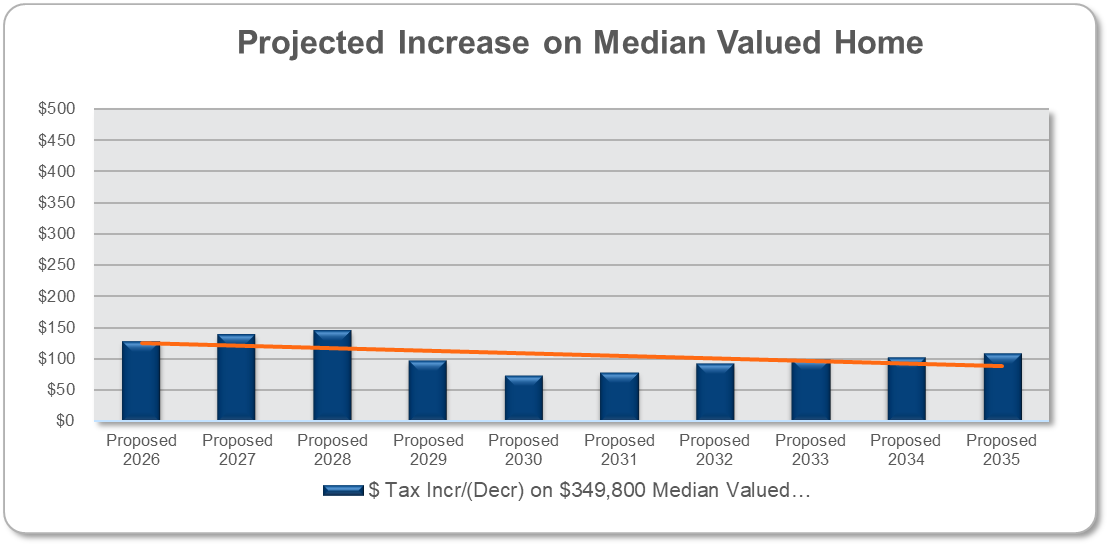 Projected Increase on Median Valued Home
$500
$450
$400
$350
$300
$250
$200
$150
$100
$50
$0
Proposed Proposed Proposed Proposed Proposed Proposed Proposed Proposed Proposed Proposed
2026 2027 2028 2029 2030 2031 2032 2033 2034 2035
$ Tax Incr/(Decr) on $349,800 Median Valued…